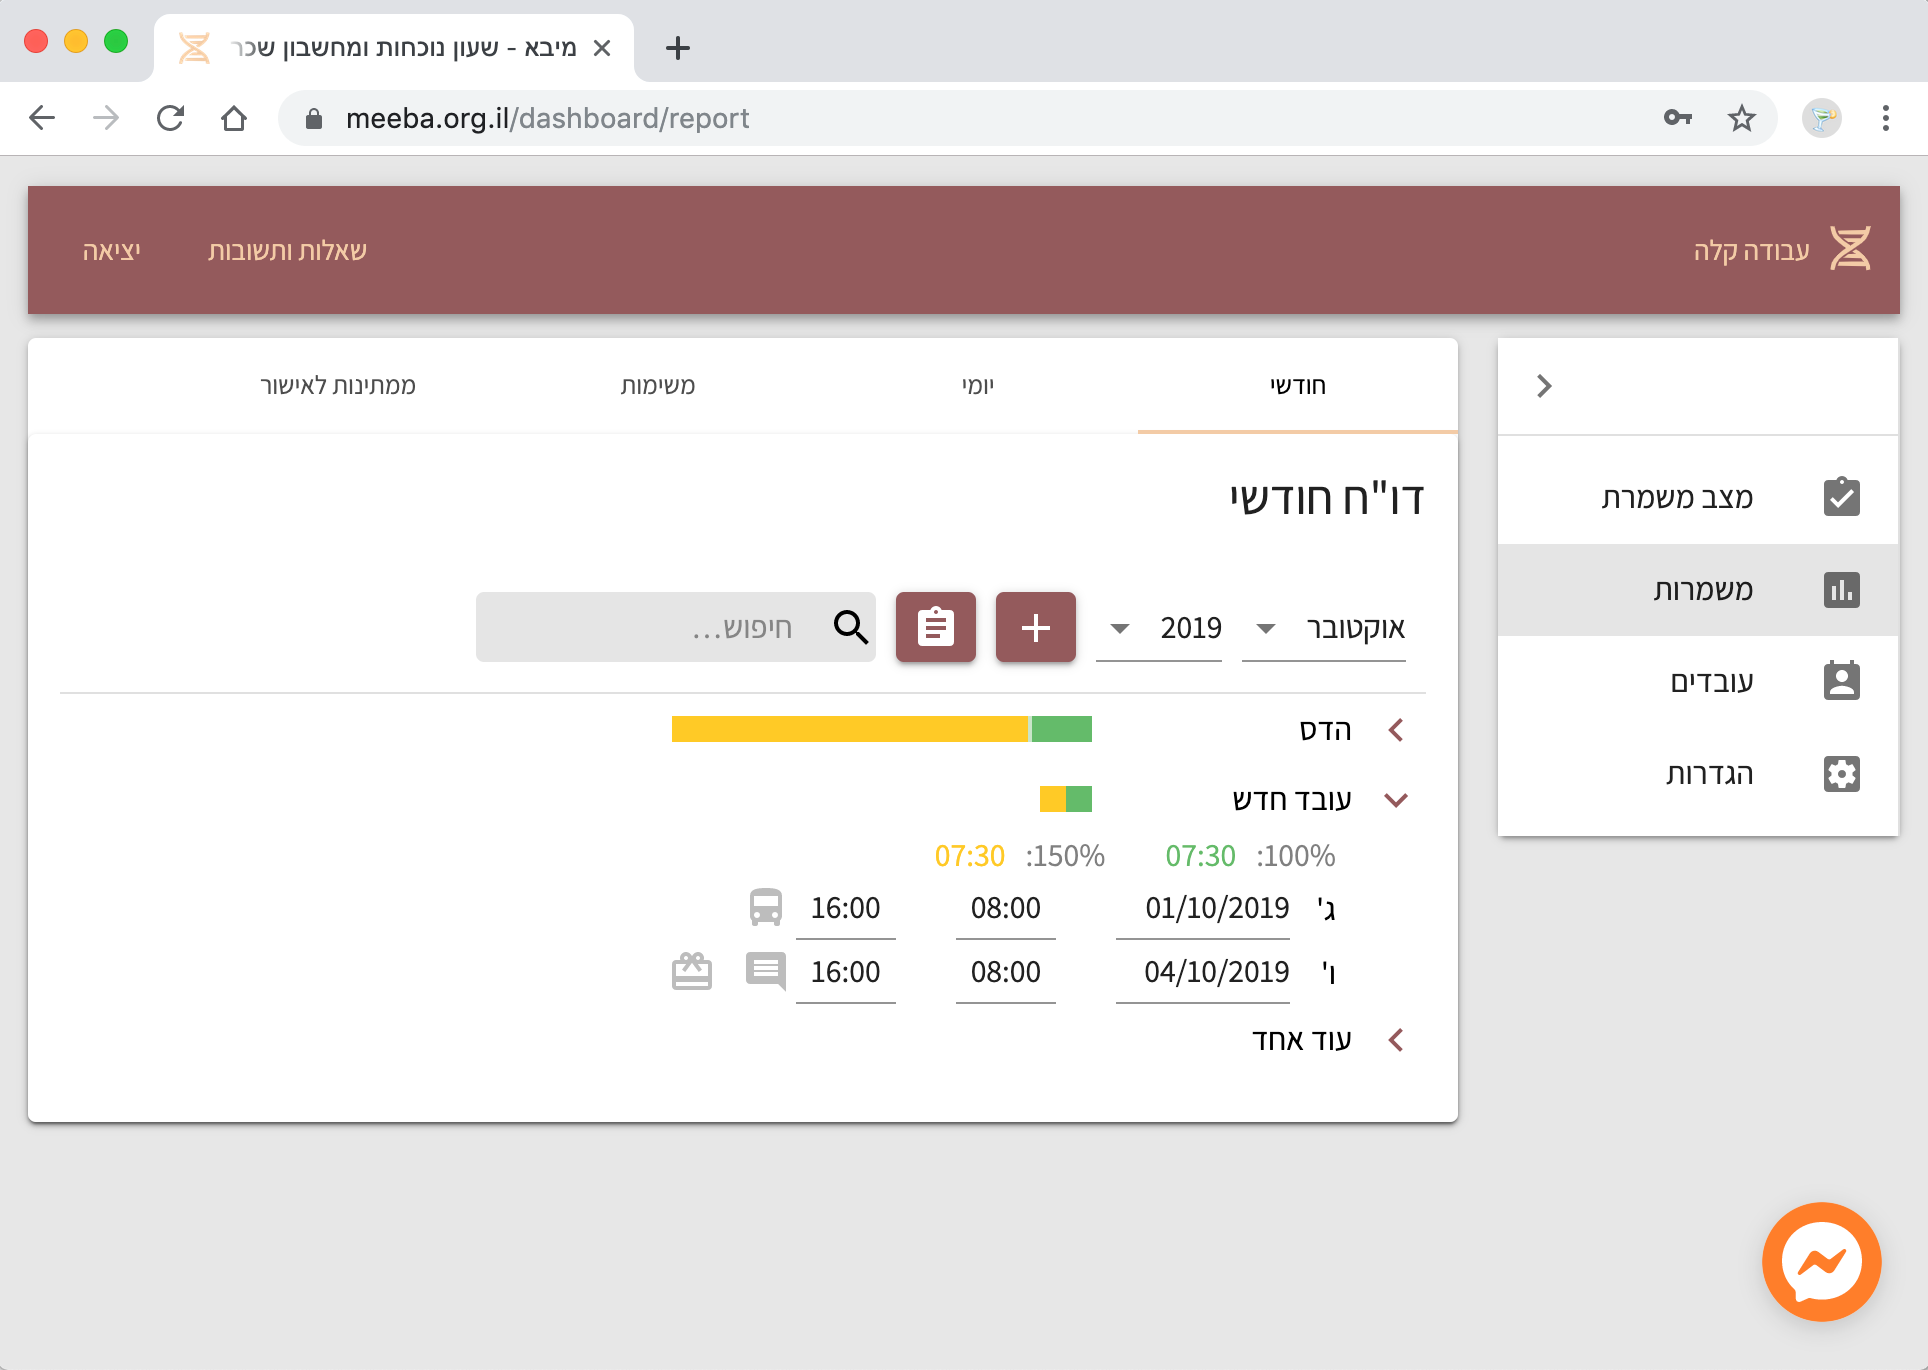 מיבא - שעון נוכחות ומחשבון שכר
meeba.org.il/dashboard/report
עבודה קלה
שאלות ותשובות
יציאה
מצב משמרת
משמרות
עובדים
הגדרות
חודשי
יומי
משימות
ממתינות לאישור
דו"ח חודשי
אוקטובר 2019 חיפוש...
הדס
עובד חדש
100%: 07:30 150%: 07:30
ג' 01/10/2019 08:00 16:00
ו' 04/10/2019 08:00 16:00
עוד אחד